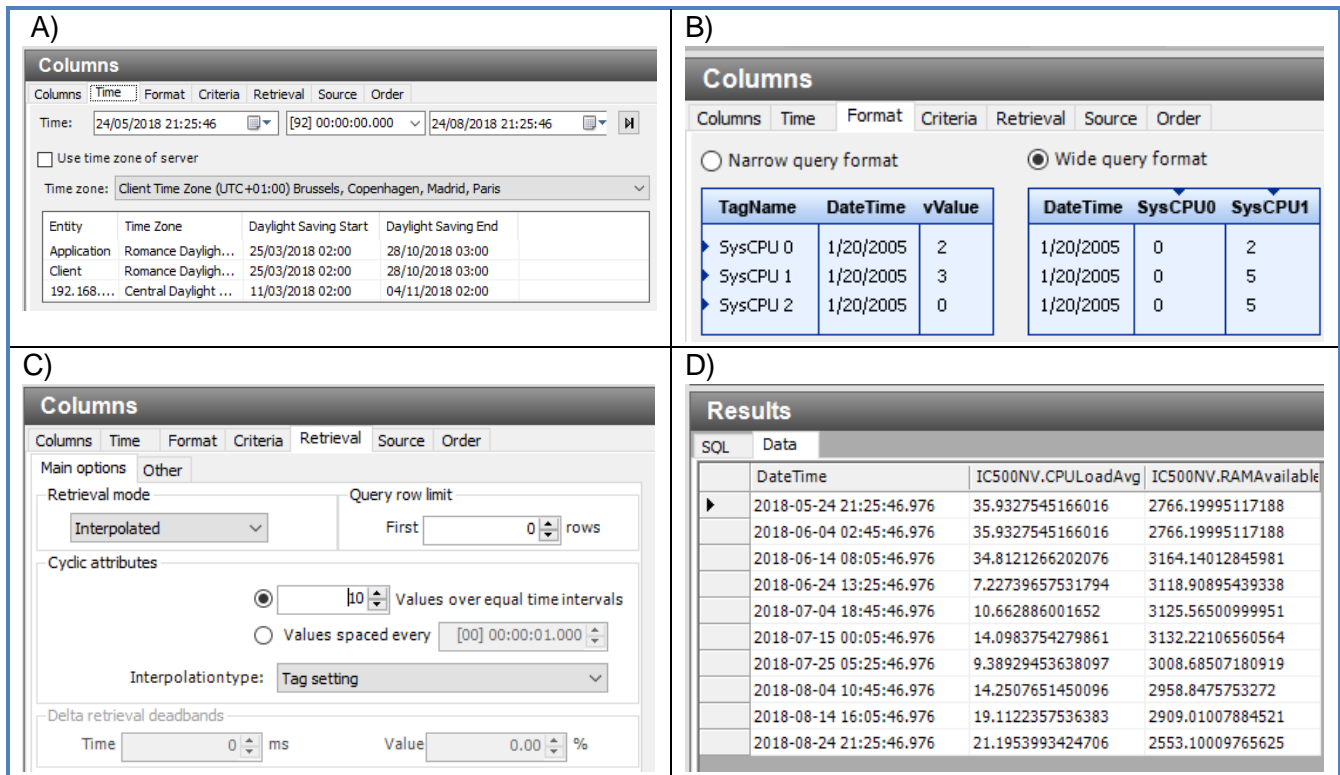 A)
Columns
Columns Time Format Criteria Retrieval Source Order
Time: 24/05/2018 21:25:46 [92] 00:00:00.000 24/08/2018 21:25:46
Use time zone of server
Time zone: Client Time Zone (UTC+01:00) Brussels, Copenhagen, Madrid, Paris
Entity Time Zone Daylight Saving Start Daylight Saving End
Application Romance Dayligh... 25/03/2018 02:00 28/10/2018 03:00
Client Romance Dayligh... 25/03/2018 02:00 28/10/2018 03:00
192.168.... Central Daylight ... 11/03/2018 02:00 04/11/2018 02:00
B)
Columns
Columns Time Format Criteria Retrieval Source Order
Narrow query format Wide query format
TagName DateTime vValue DateTime SysCPU0 SysCPU1
SysCPU 0 1/20/2005 2 1/20/2005 0 2
SysCPU 1 1/20/2005 3 1/20/2005 0 5
SysCPU 2 1/20/2005 0 1/20/2005 0 5
C)
Columns
Columns Time Format Criteria Retrieval Source Order
Main options Other
Retrieval mode Query row limit
Interpolated First 0 rows
Cyclic attributes
10 Values over equal time intervals
Values spaced every [00] 00:00:01.000
Interpolationtype: Tag setting
Delta retrieval deadbands
Time 0 ms Value 0.00 %
D)
Results
SQL Data
DateTime IC500NV.CPULoadAvg IC500NV.RAMAvailable
2018-05-24 21:25:46.976 35.9327545166016 2766.19995117188
2018-06-04 02:45:46.976 35.9327545166016 2766.19995117188
2018-06-14 08:05:46.976 34.8121266202076 3164.14012845981
2018-06-24 13:25:46.976 7.22739657531794 3118.90895439338
2018-07-04 18:45:46.976 10.662886001652 3125.56500999951
2018-07-15 00:05:46.976 14.0983754279861 3132.22106560564
2018-07-25 05:25:46.976 9.38929453638097 3008.68507180919
2018-08-04 10:45:46.976 14.2507651450096 2958.8475753272
2018-08-14 16:05:46.976 19.1122357536383 2909.01007884521
2018-08-24 21:25:46.976 21.1953993424706 2553.10009765625